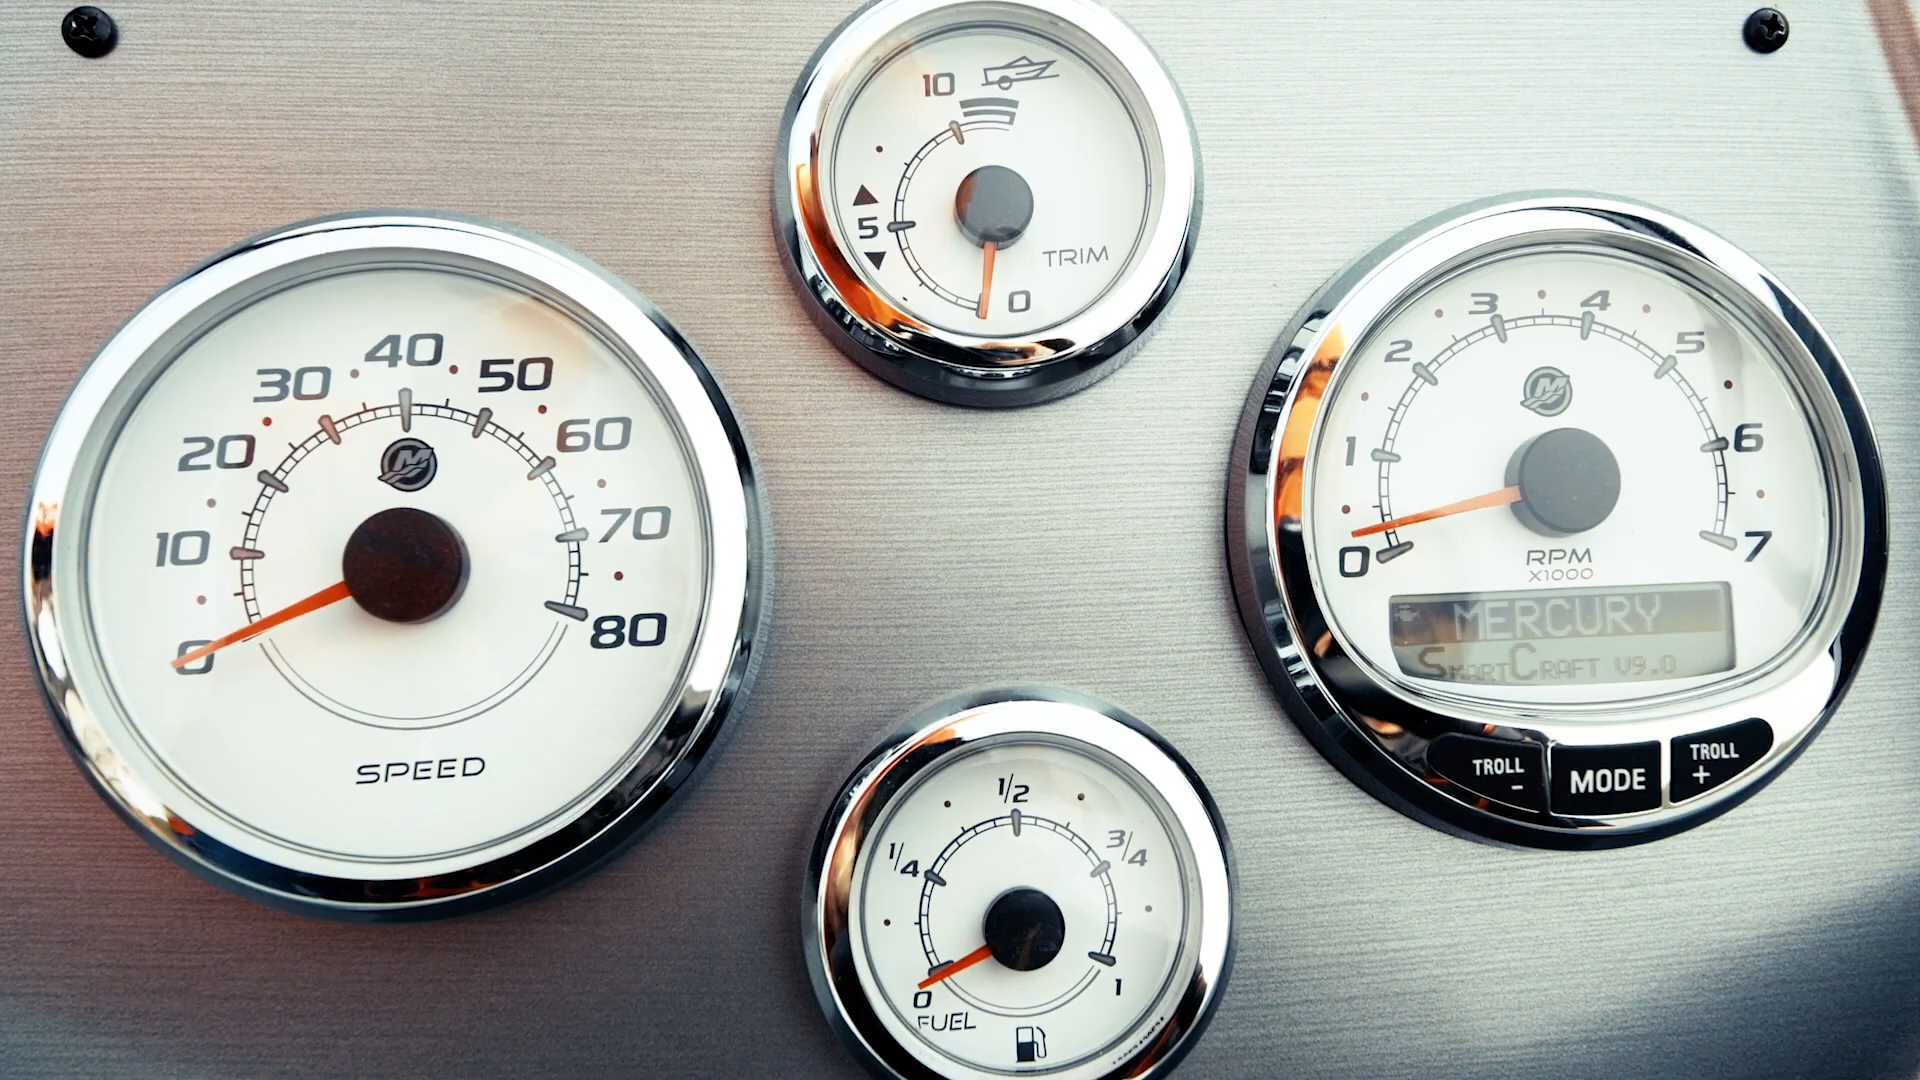 10
5
0
TRIM
0
10
20
30
40
50
60
70
80
SPEED
0
1
2
3
4
5
6
7
RPM
X1000
MERCURY
SMARTCRAFT V9.0
TROLL
-
MODE
TROLL
+
0
1/4
1/2
3/4
1
FUEL